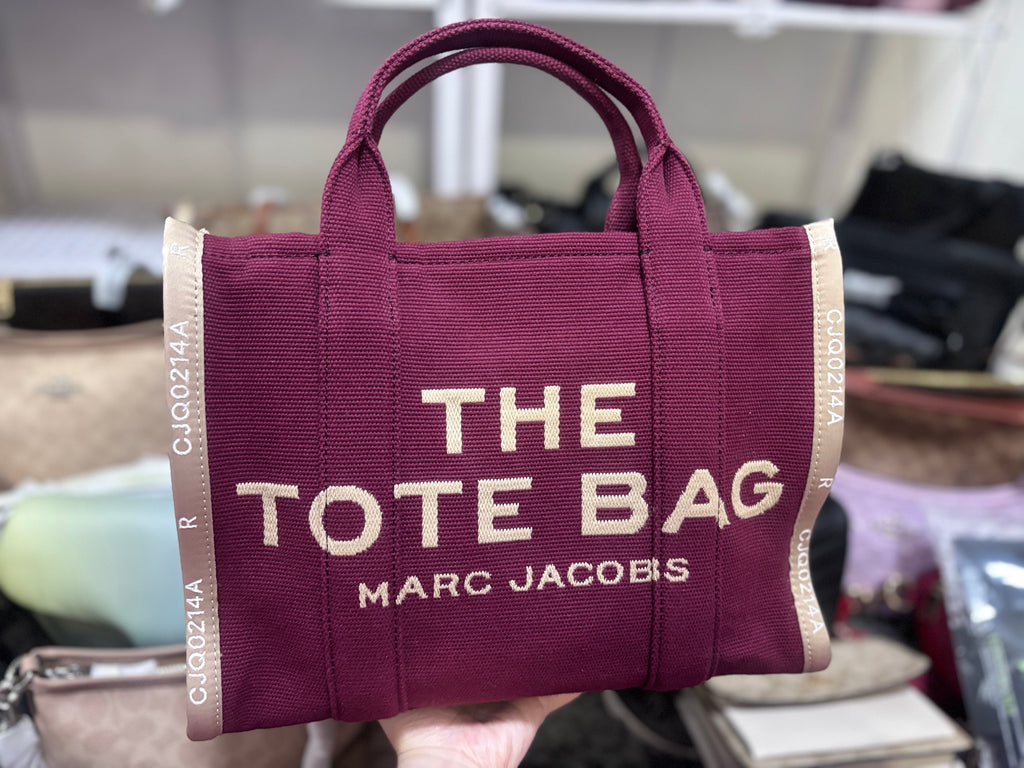 THE
TOTE BAG
MARC JACOBS
R
CJQ0214A
R
CJQ0214A
CJQ0214A
R
CJQ0214A